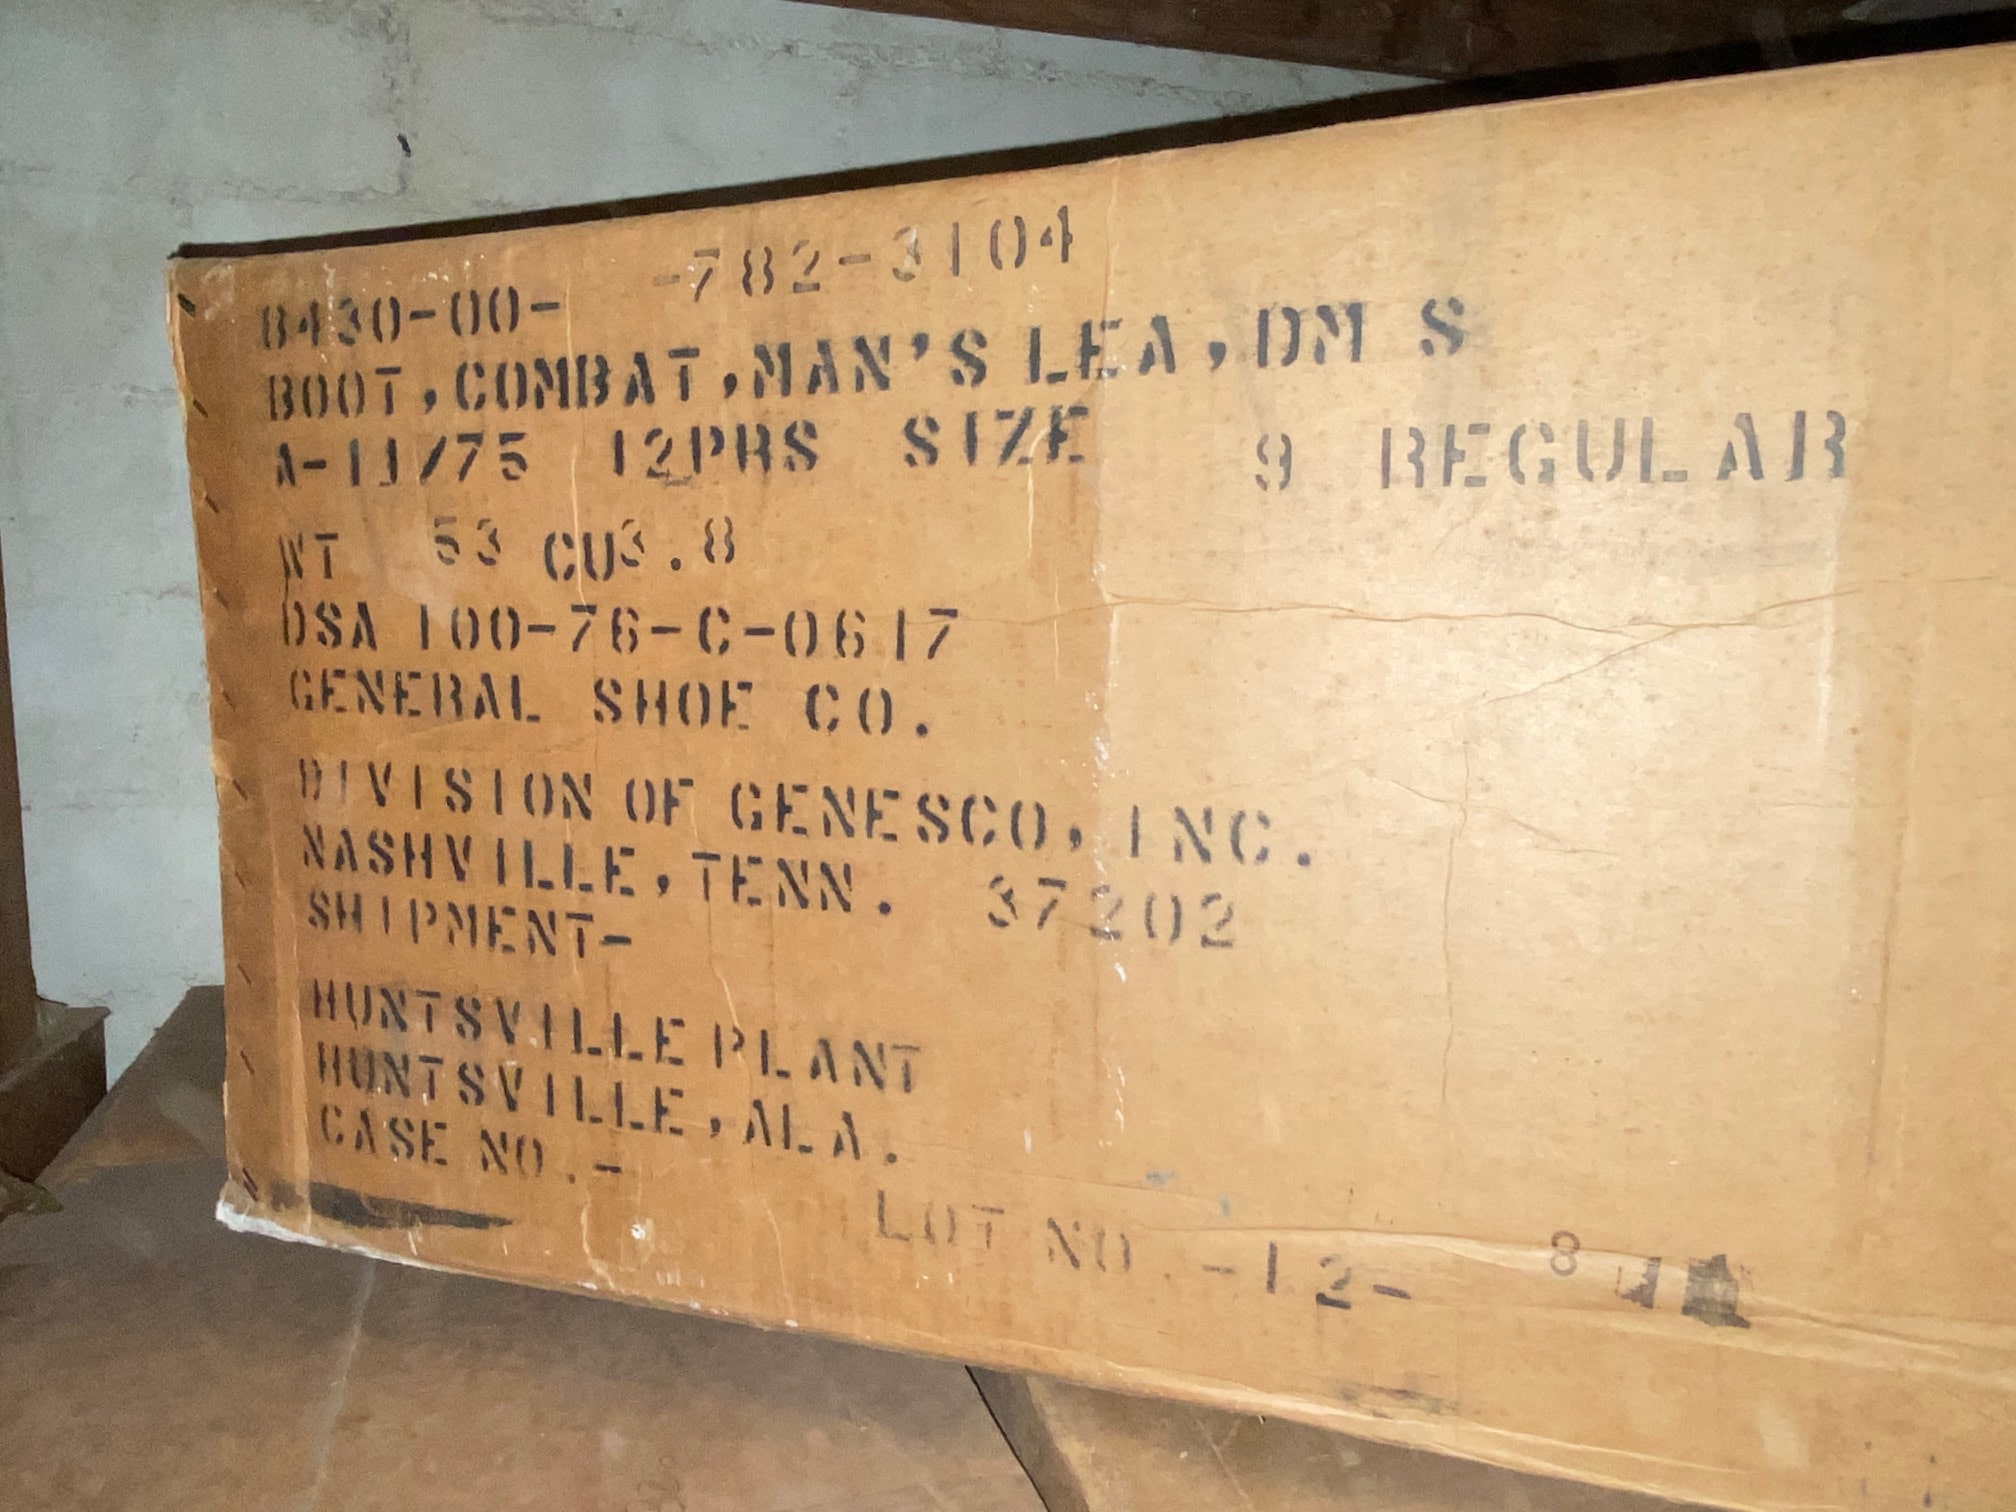 8430-00- -782-3104
BOOT, COMBAT, MAN'S LEA, DM S
A-11/75 12PRS SIZE 9 REGULAR
WT 53 CU3.8
DSA 100-76-C-0617
GENERAL SHOE CO.
DIVISION OF GENESCO, INC.
NASHVILLE, TENN. 37202
SHIPMENT-
HUNTSVILLE PLANT
HUNTSVILLE, ALA.
CASE NO.-
LOT NO.-12- 8